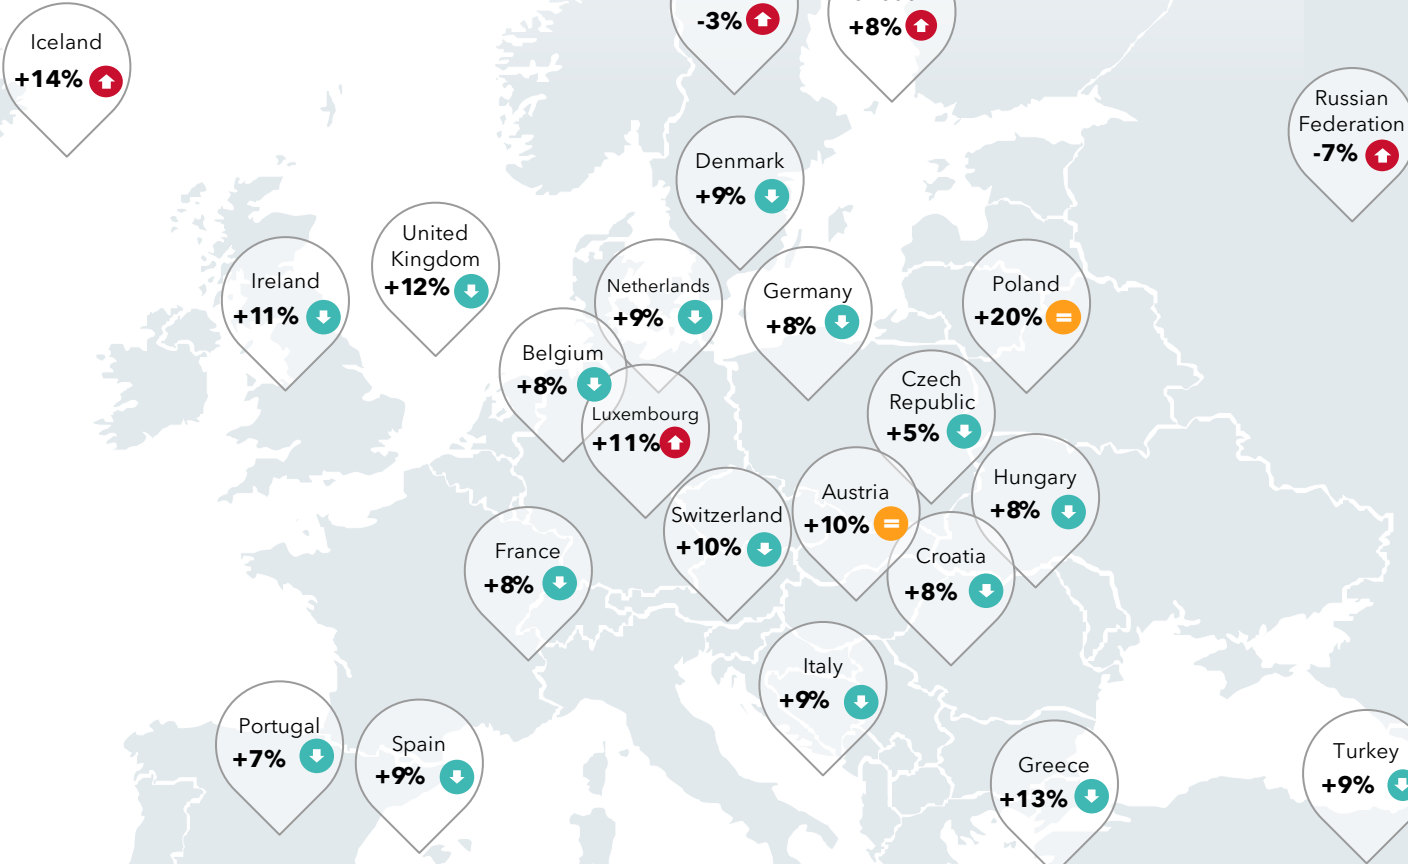 -3%
+8%
Iceland
+14%
Russian
Federation
-7%
Denmark
+9%
United
Kingdom
+12%
Ireland
+11%
Netherlands
+9%
Germany
+8%
Poland
+20%
Belgium
+8%
Luxembourg
+11%
Czech
Republic
+5%
Hungary
+8%
Austria
+10%
Switzerland
+10%
France
+8%
Croatia
+8%
Italy
+9%
Portugal
+7%
Spain
+9%
Greece
+13%
Turkey
+9%